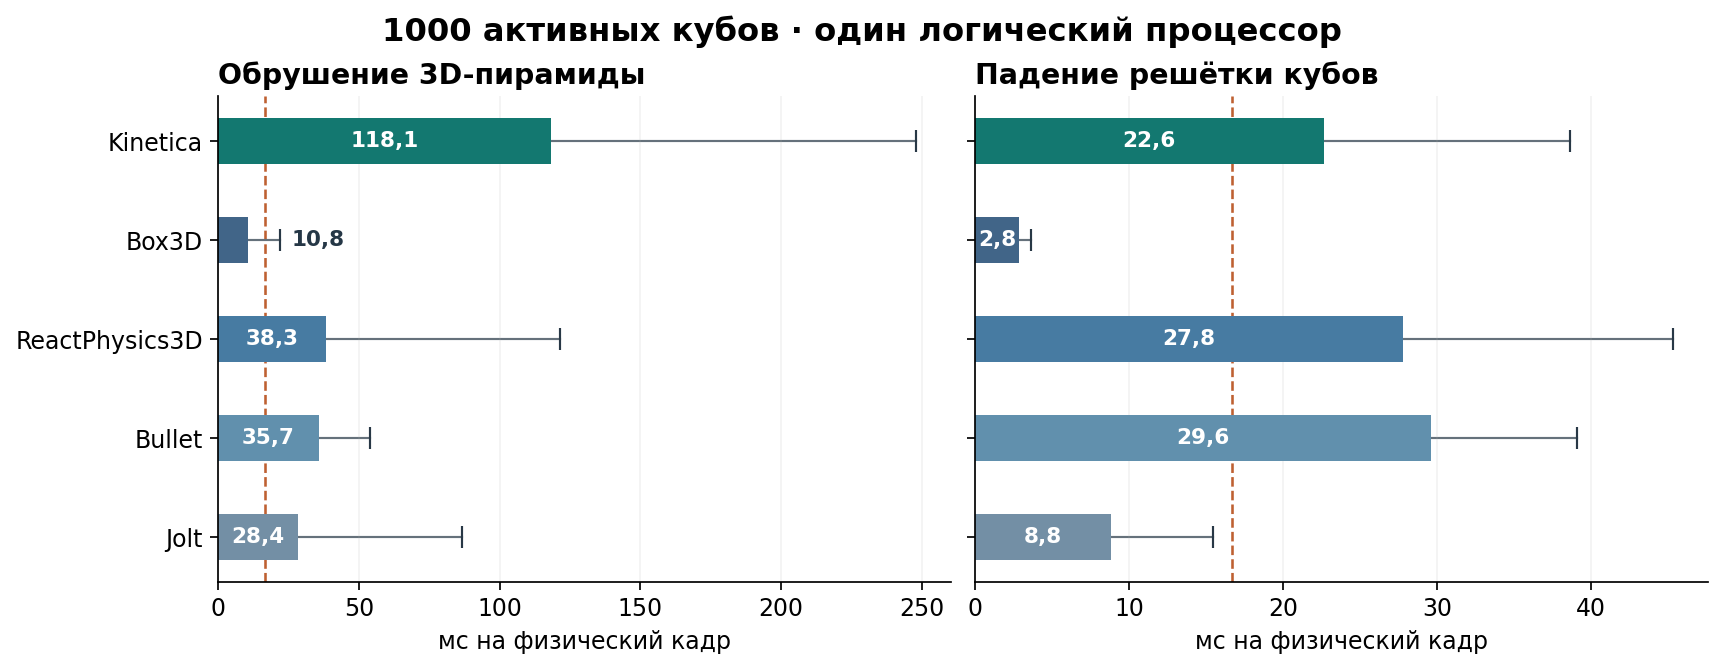 1000 активных кубов · один логический процессор
Обрушение 3D-пирамиды
Падение решётки кубов
Kinetica
118,1
22,6
Box3D
10,8
2,8
ReactPhysics3D
38,3
27,8
Bullet
35,7
29,6
Jolt
28,4
8,8
0 50 100 150 200 250
0 10 20 30 40
мс на физический кадр
мс на физический кадр